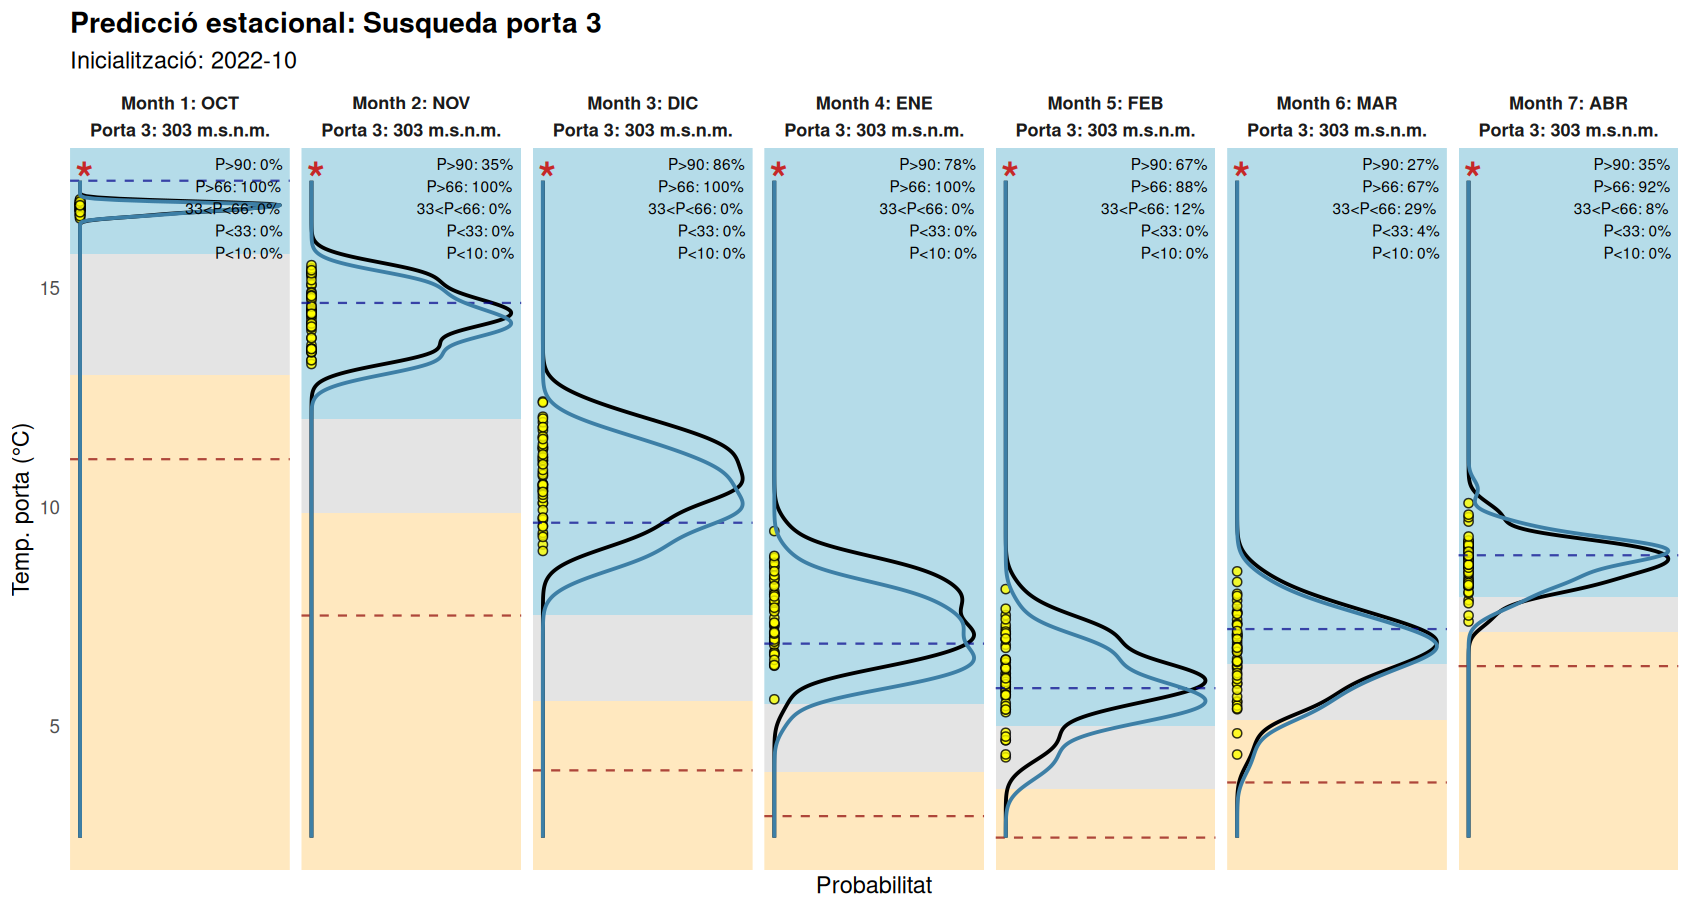 Predicció estacional: Susqueda porta 3
Inicialització: 2022-10
Month 1: OCT
Porta 3: 303 m.s.n.m.
Month 2: NOV
Porta 3: 303 m.s.n.m.
Month 3: DIC
Porta 3: 303 m.s.n.m.
Month 4: ENE
Porta 3: 303 m.s.n.m.
Month 5: FEB
Porta 3: 303 m.s.n.m.
Month 6: MAR
Porta 3: 303 m.s.n.m.
Month 7: ABR
Porta 3: 303 m.s.n.m.
*
P>90: 0%
P>66: 100%
33<P<66: 0%
P<33: 0%
P<10: 0%
*
P>90: 35%
P>66: 100%
33<P<66: 0%
P<33: 0%
P<10: 0%
*
P>90: 86%
P>66: 100%
33<P<66: 0%
P<33: 0%
P<10: 0%
*
P>90: 78%
P>66: 100%
33<P<66: 0%
P<33: 0%
P<10: 0%
*
P>90: 67%
P>66: 88%
33<P<66: 12%
P<33: 0%
P<10: 0%
*
P>90: 27%
P>66: 67%
33<P<66: 29%
P<33: 4%
P<10: 0%
*
P>90: 35%
P>66: 92%
33<P<66: 8%
P<33: 0%
P<10: 0%
15
10
5
Temp. porta (°C)
Probabilitat